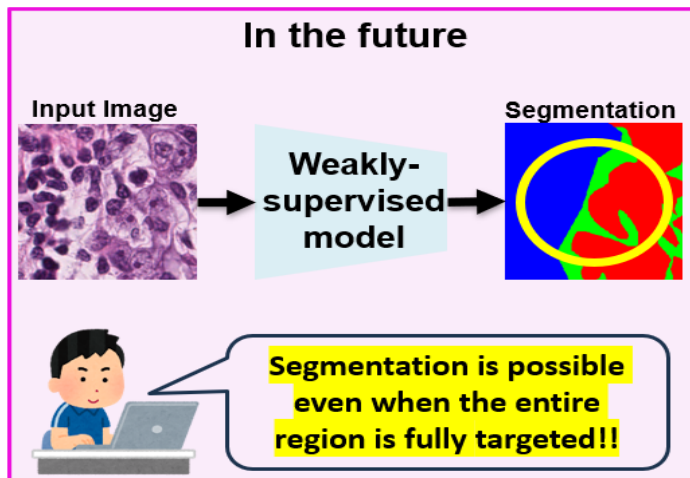 In the future
Input Image
Segmentation
Weakly-
supervised
model
Segmentation is possible
even when the entire
region is fully targeted!!